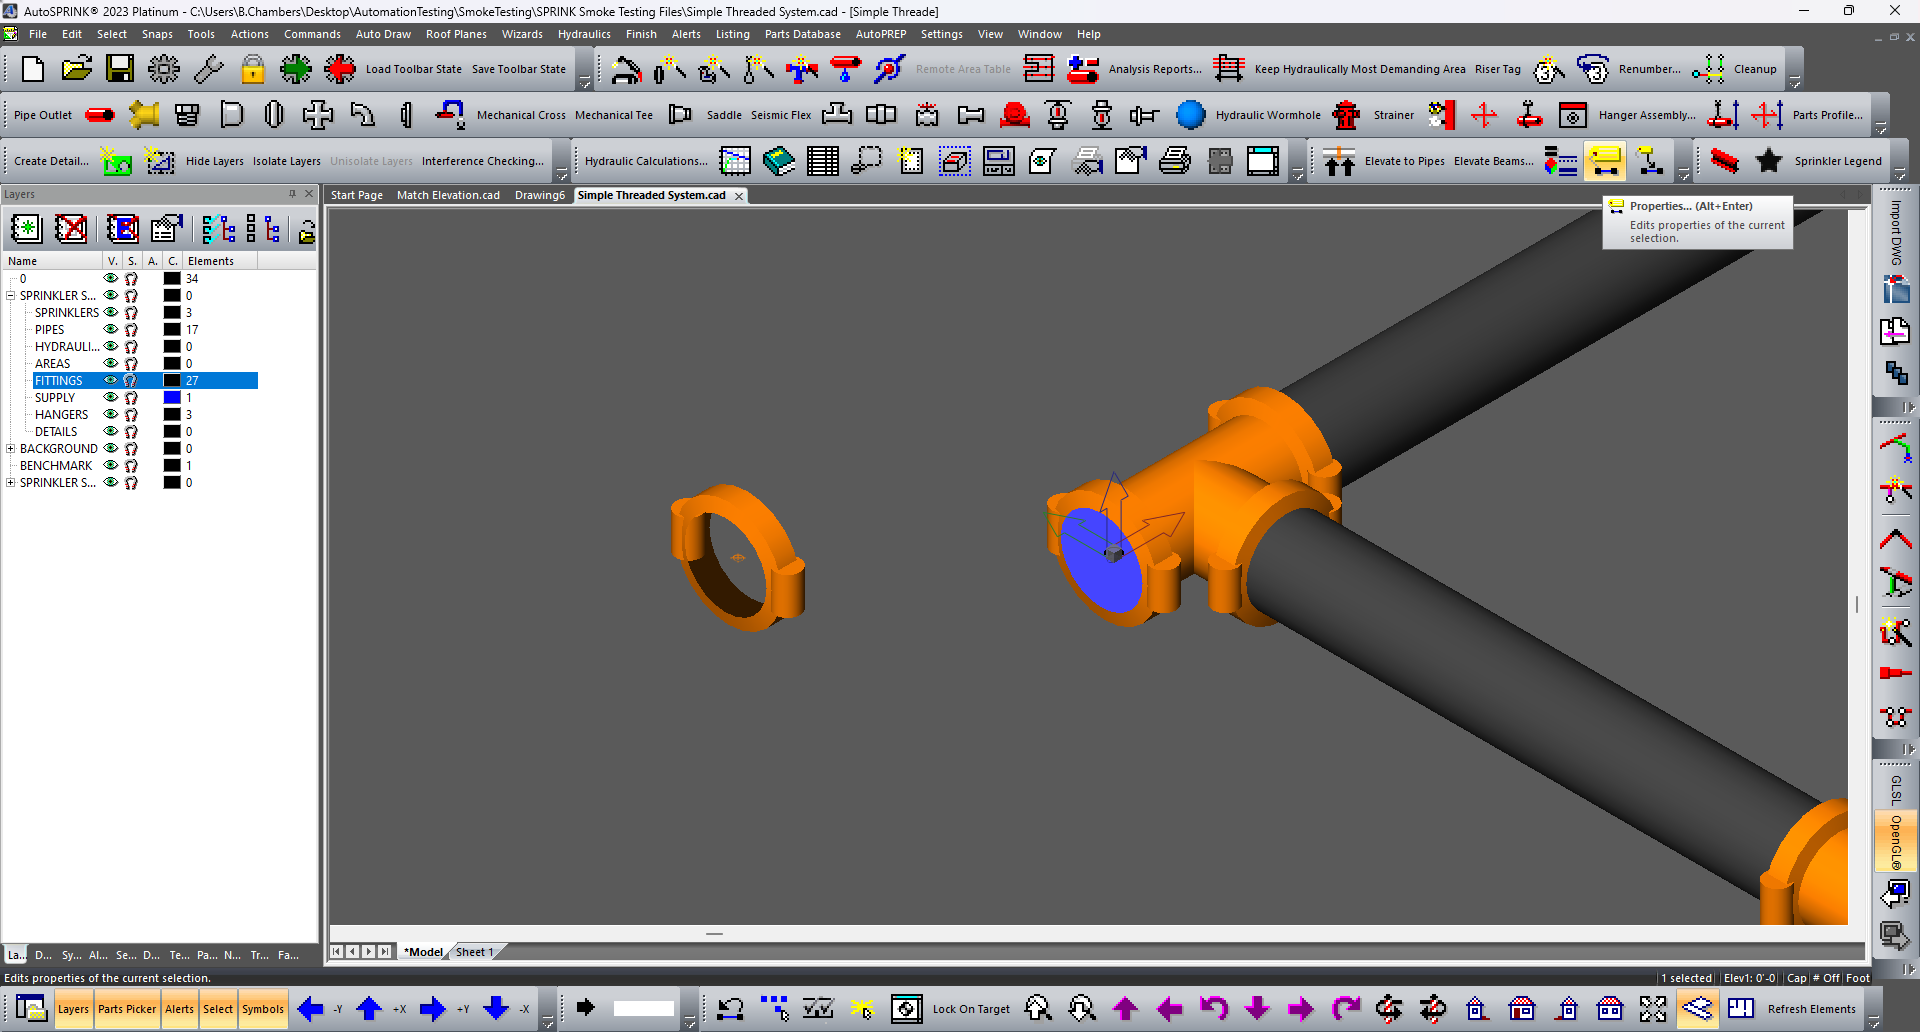 AutoSPRINK® 2023 Platinum - C:\Users\B.Chambers\Desktop\AutomationTesting\SmokeTesting\SPRINK Smoke Testing Files\Simple Threaded System.cad - [Simple Threade]
File Edit Select Snaps Tools Actions Commands Auto Draw Roof Planes Wizards Hydraulics Finish Alerts Listing Parts Database AutoPREP Settings View Window Help
Load Toolbar State Save Toolbar State Remote Area Table Analysis Reports... Keep Hydraulically Most Demanding Area Riser Tag Renumber... Cleanup
Pipe Outlet Mechanical Cross Mechanical Tee Saddle Seismic Flex Hydraulic Wormhole Strainer Hanger Assembly... Parts Profile...
Create Detail... Hide Layers Isolate Layers Unisolate Layers Interference Checking... Hydraulic Calculations... Elevate to Pipes Elevate Beams... Sprinkler Legend
Layers
Start Page Match Elevation.cad Drawing6 Simple Threaded System.cad
Properties... (Alt+Enter)
Edits properties of the current
selection.
Name V. S. A. C. Elements
0 34
SPRINKLER S... 0
SPRINKLERS 3
PIPES 17
HYDRAULI... 0
AREAS 0
FITTINGS 27
SUPPLY 1
HANGERS 3
DETAILS 0
BACKGROUND 0
BENCHMARK 1
SPRINKLER S... 0
Import DWG
GLSL
OpenGL®
*Model Sheet 1
La... D... Sy... Al... Se... D... Te... Pa... N... Tr... Fa...
Edits properties of the current selection.
1 selected Elev1: 0'-0 Cap # Off Foot
Layers Parts Picker Alerts Select Symbols -Y +X +Y -X Lock On Target Refresh Elements